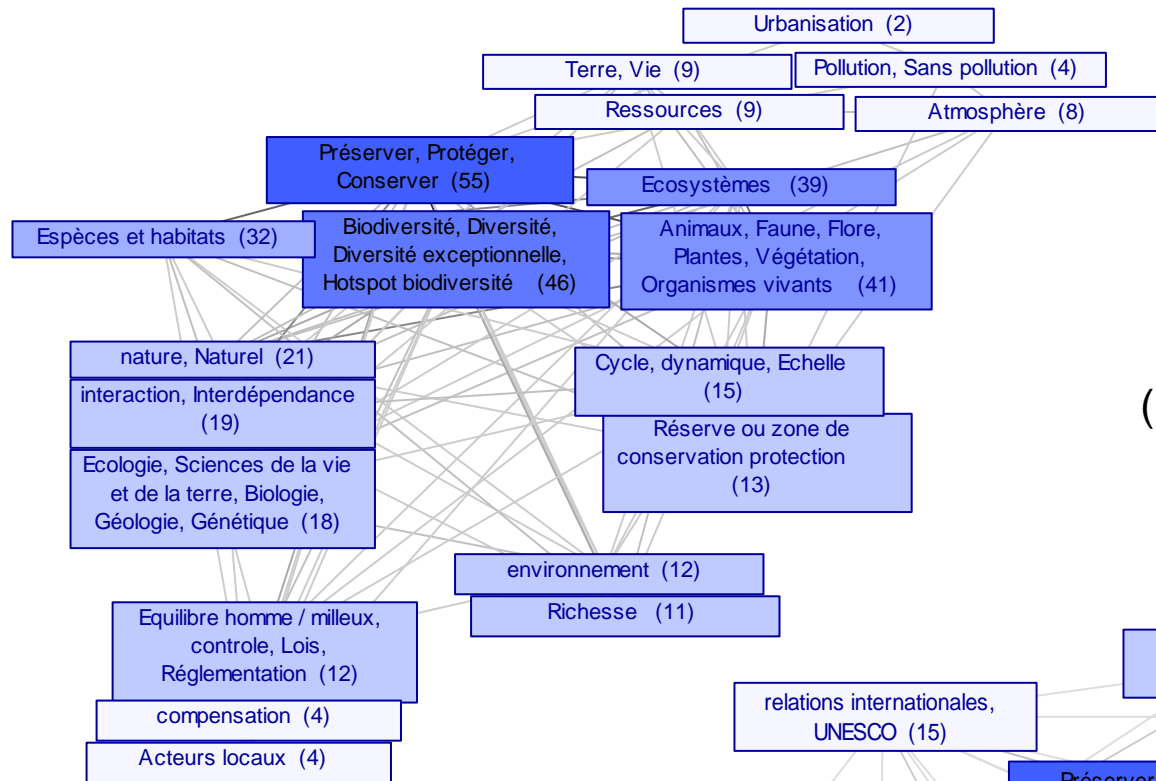 Urbanisation (2)
Terre, Vie (9)
Pollution, Sans pollution (4)
Ressources (9)
Atmosphère (8)
Préserver, Protéger,
Conserver (55)
Ecosystèmes (39)
Espèces et habitats (32)
Biodiversité, Diversité,
Diversité exceptionnelle,
Hotspot biodiversité (46)
Animaux, Faune, Flore,
Plantes, Végétation,
Organismes vivants (41)
nature, Naturel (21)
interaction, Interdépendance
(19)
Ecologie, Sciences de la vie
et de la terre, Biologie,
Géologie, Génétique (18)
Cycle, dynamique, Echelle
(15)
Réserve ou zone de
conservation protection
(13)
(
environnement (12)
Richesse (11)
Equilibre homme / milleux,
controle, Lois,
Réglementation (12)
compensation (4)
Acteurs locaux (4)
relations internationales,
UNESCO (15)
Préserver